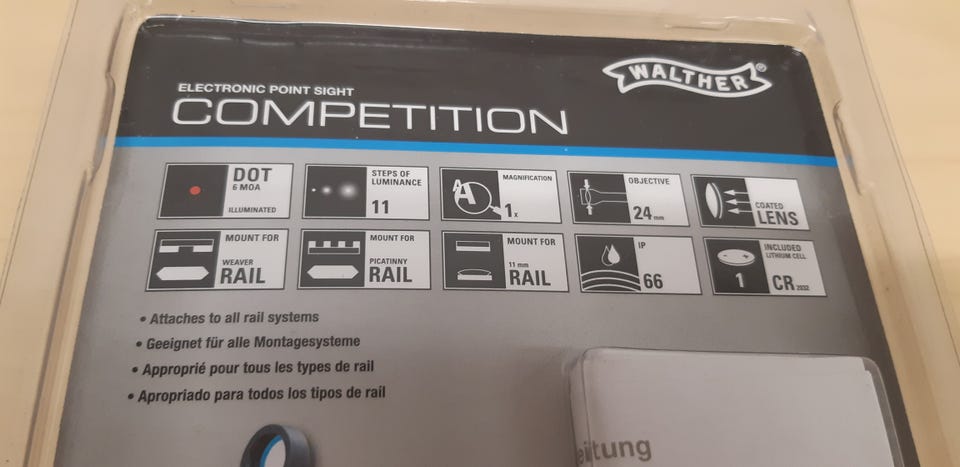 WALTHER®
ELECTRONIC POINT SIGHT
COMPETITION
DOT
6 MOA
ILLUMINATED
STEPS OF
LUMINANCE
11
A
MAGNIFICATION
1x
OBJECTIVE
24mm
COATED
LENS
MOUNT FOR
WEAVER
RAIL
MOUNT FOR
PICATINNY
RAIL
MOUNT FOR
11 mm
RAIL
IP
66
1
INCLUDED
LITHIUM CELL
CR 2032
• Attaches to all rail systems
• Geeignet für alle Montagesysteme
• Approprié pour tous les types de rail
• Apropriado para todos los tipos de rail
eitung